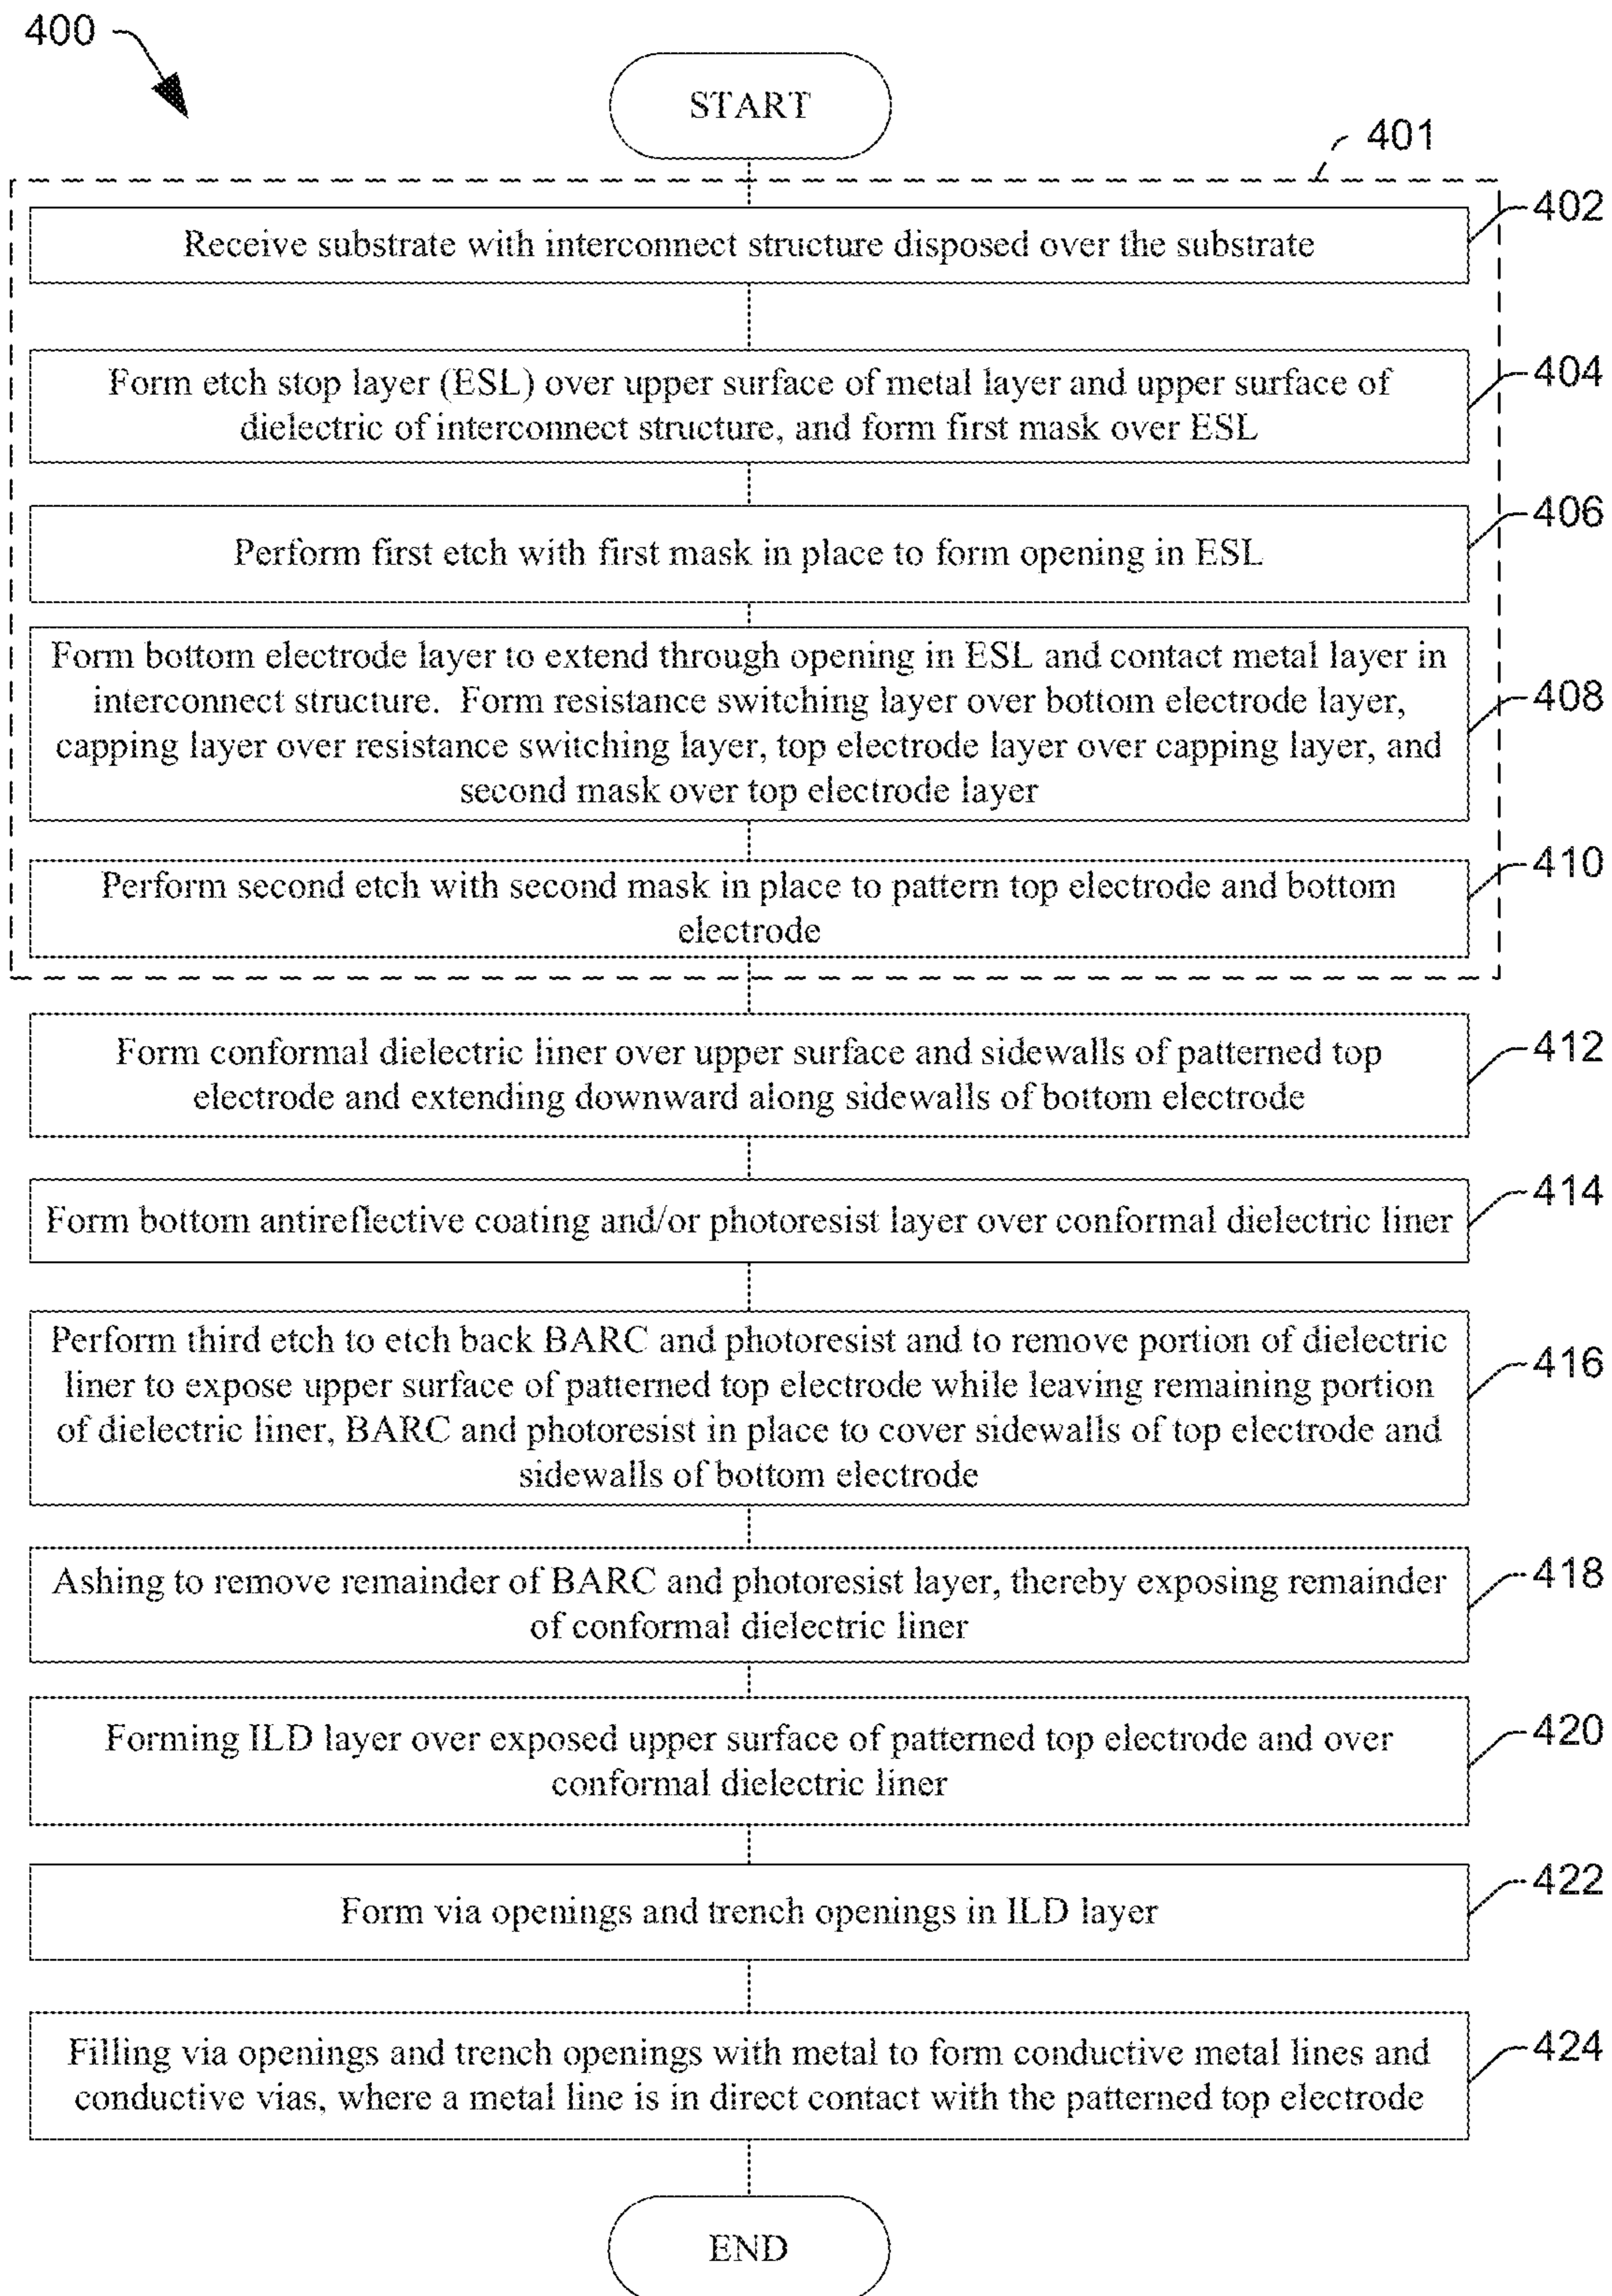 400
START
401
402
Receive substrate with interconnect structure disposed over the substrate
404
Form etch stop layer (ESL) over upper surface of metal layer and upper surface of
dielectric of interconnect structure, and form first mask over ESL
406
Perform first etch with first mask in place to form opening in ESL
408
Form bottom electrode layer to extend through opening in ESL and contact metal layer in
interconnect structure.  Form resistance switching layer over bottom electrode layer,
capping layer over resistance switching layer, top electrode layer over capping layer, and
second mask over top electrode layer
410
Perform second etch with second mask in place to pattern top electrode and bottom
electrode
412
Form conformal dielectric liner over upper surface and sidewalls of patterned top
electrode and extending downward along sidewalls of bottom electrode
414
Form bottom antireflective coating and/or photoresist layer over conformal dielectric liner
416
Perform third etch to etch back BARC and photoresist and to remove portion of dielectric
liner to expose upper surface of patterned top electrode while leaving remaining portion
of dielectric liner, BARC and photoresist in place to cover sidewalls of top electrode and
sidewalls of bottom electrode
418
Ashing to remove remainder of BARC and photoresist layer, thereby exposing remainder
of conformal dielectric liner
420
Forming ILD layer over exposed upper surface of patterned top electrode and over
conformal dielectric liner
422
Form via openings and trench openings in ILD layer
424
Filling via openings and trench openings with metal to form conductive metal lines and
conductive vias, where a metal line is in direct contact with the patterned top electrode
END